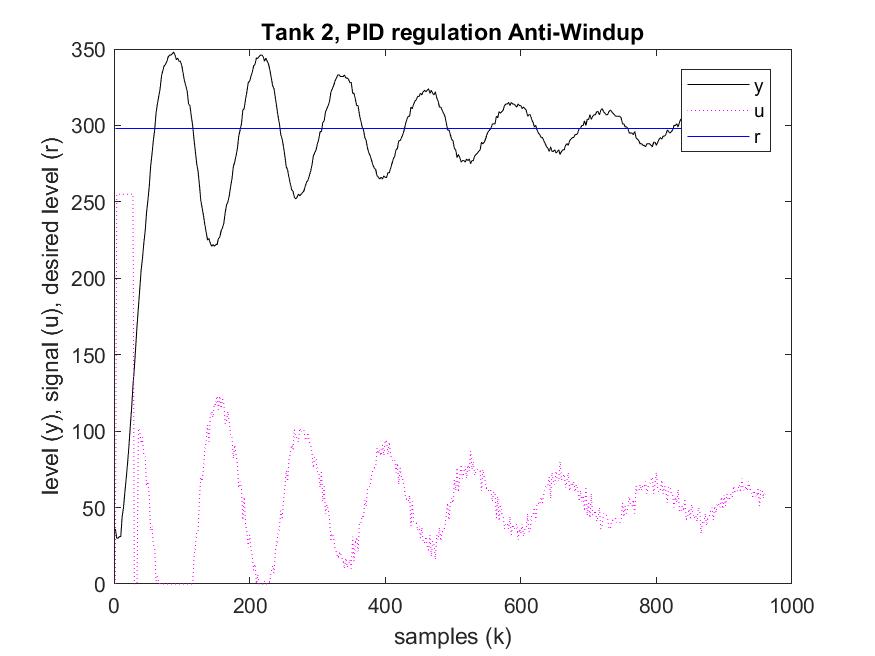 Tank 2, PID regulation Anti-Windup
level (y), signal (u), desired level (r)
350
300
250
200
150
100
50
0
y
u
r
0 200 400 600 800 1000
samples (k)